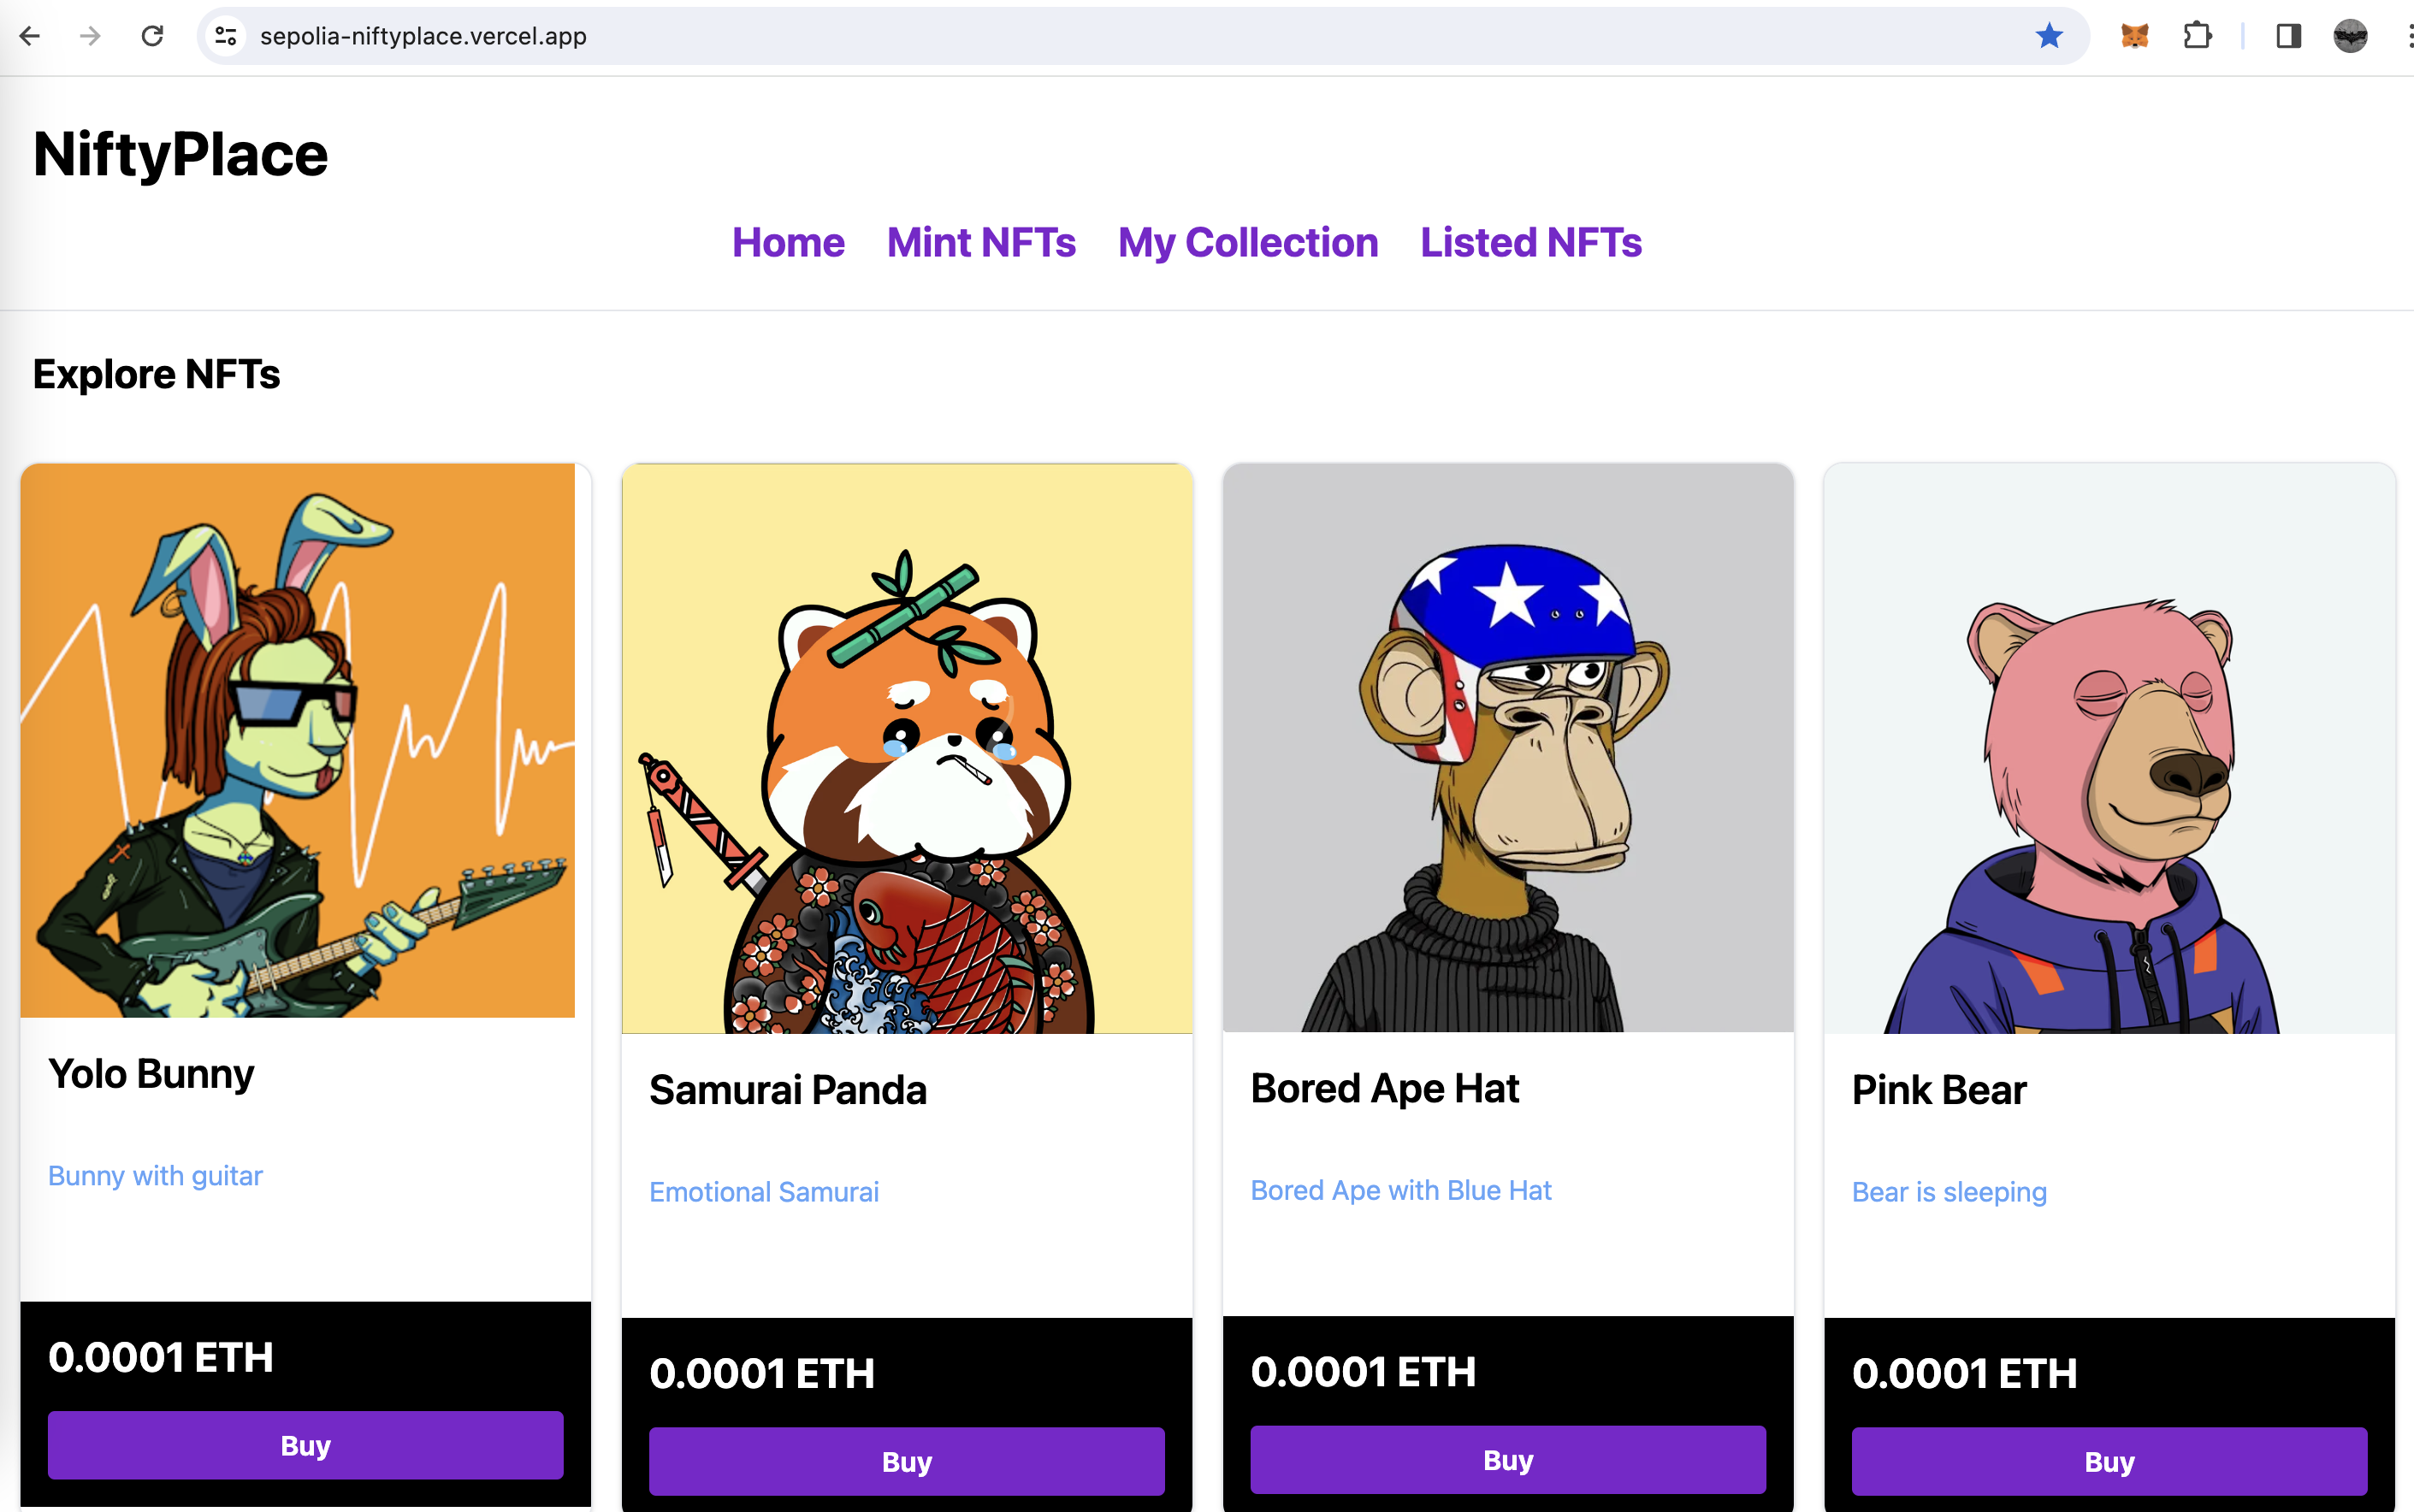 sepolia-niftyplace.vercel.app
NiftyPlace
Home Mint NFTs My Collection Listed NFTs
Explore NFTs
Yolo Bunny
Bunny with guitar
0.0001 ETH
Buy
Samurai Panda
Emotional Samurai
0.0001 ETH
Buy
Bored Ape Hat
Bored Ape with Blue Hat
0.0001 ETH
Buy
Pink Bear
Bear is sleeping
0.0001 ETH
Buy